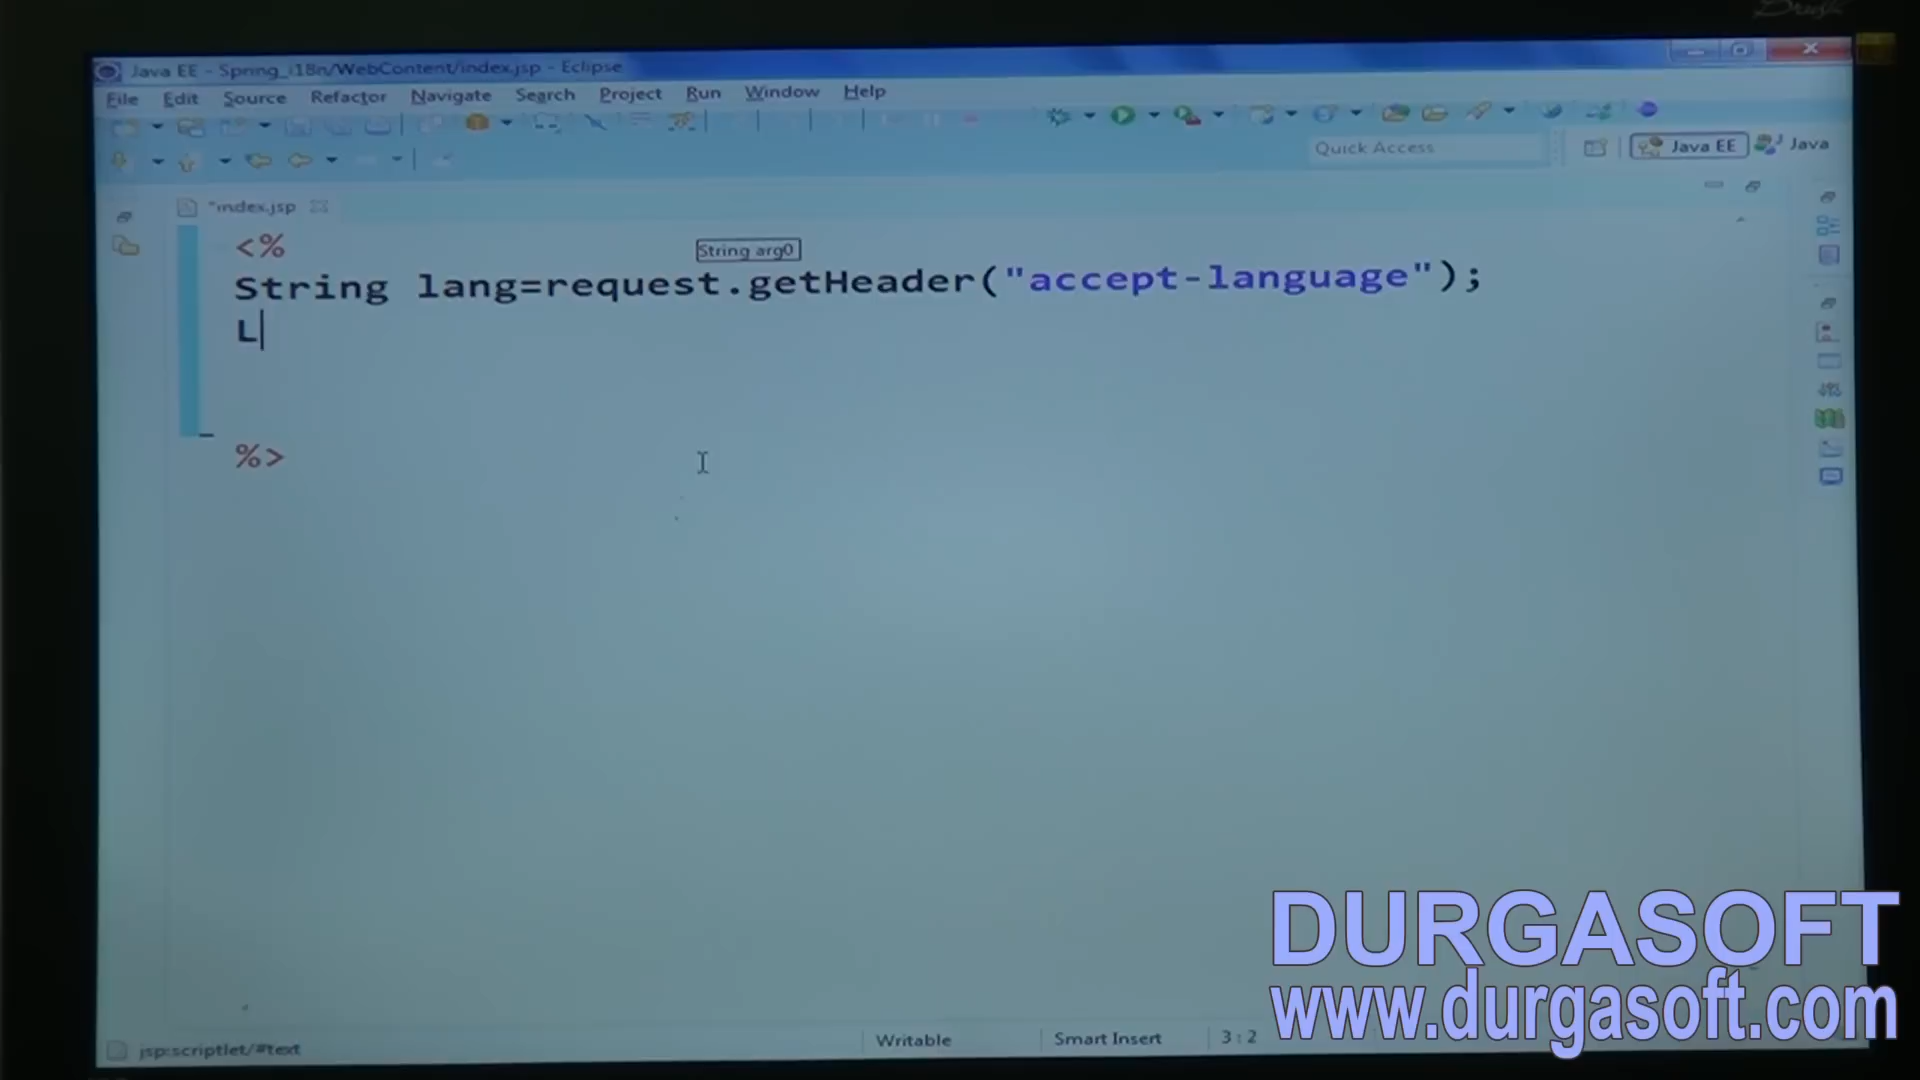 Java EE - Spring_i18n/WebContent/index.jsp - Eclipse
File Edit Source Refactor Navigate Search Project Run Window Help
Quick Access
Java EE
Java
*index.jsp
<%
String arg0
String lang=request.getHeader("accept-language");
L
%>
DURGASOFT
www.durgasoft.com
jsp:scriptlet/#text
Writable
Smart Insert
3 : 2